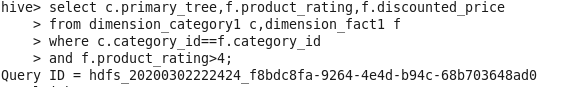 hive> select c.primary_tree,f.product_rating,f.discounted_price
> from dimension_category1 c,dimension_fact1 f
> where c.category_id==f.category_id
> and f.product_rating>4;
Query ID = hdfs_20200302222424_f8bdc8fa-9264-4e4d-b94c-68b703648ad0